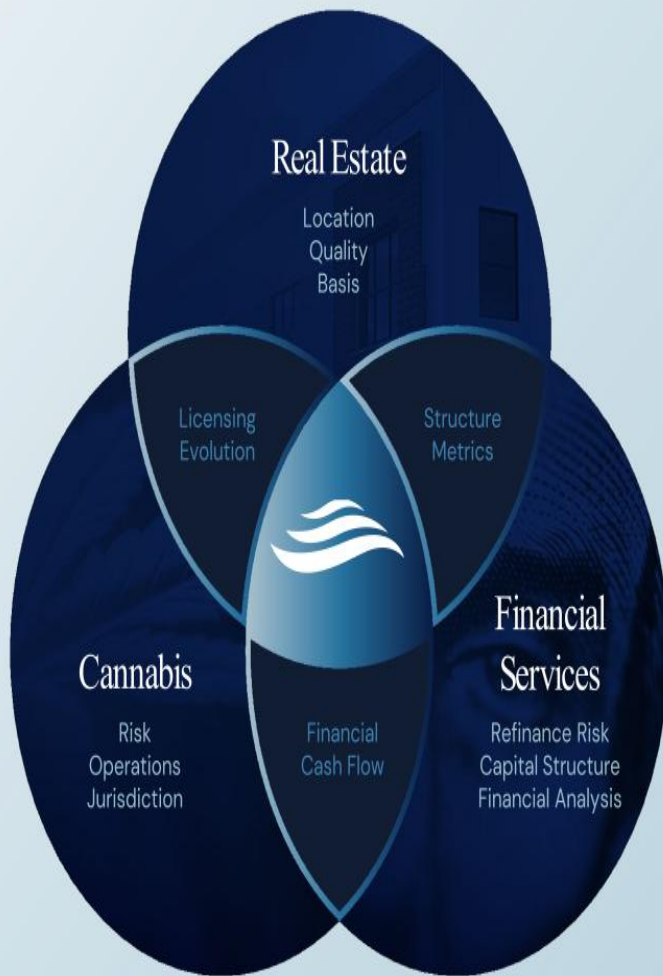 Real Estate
Location
Quality
Basis
Licensing
Evolution
Structure
Metrics
Cannabis
Risk
Operations
Jurisdiction
Financial
Cash Flow
Financial
Services
Refinance Risk
Capital Structure
Financial Analysis